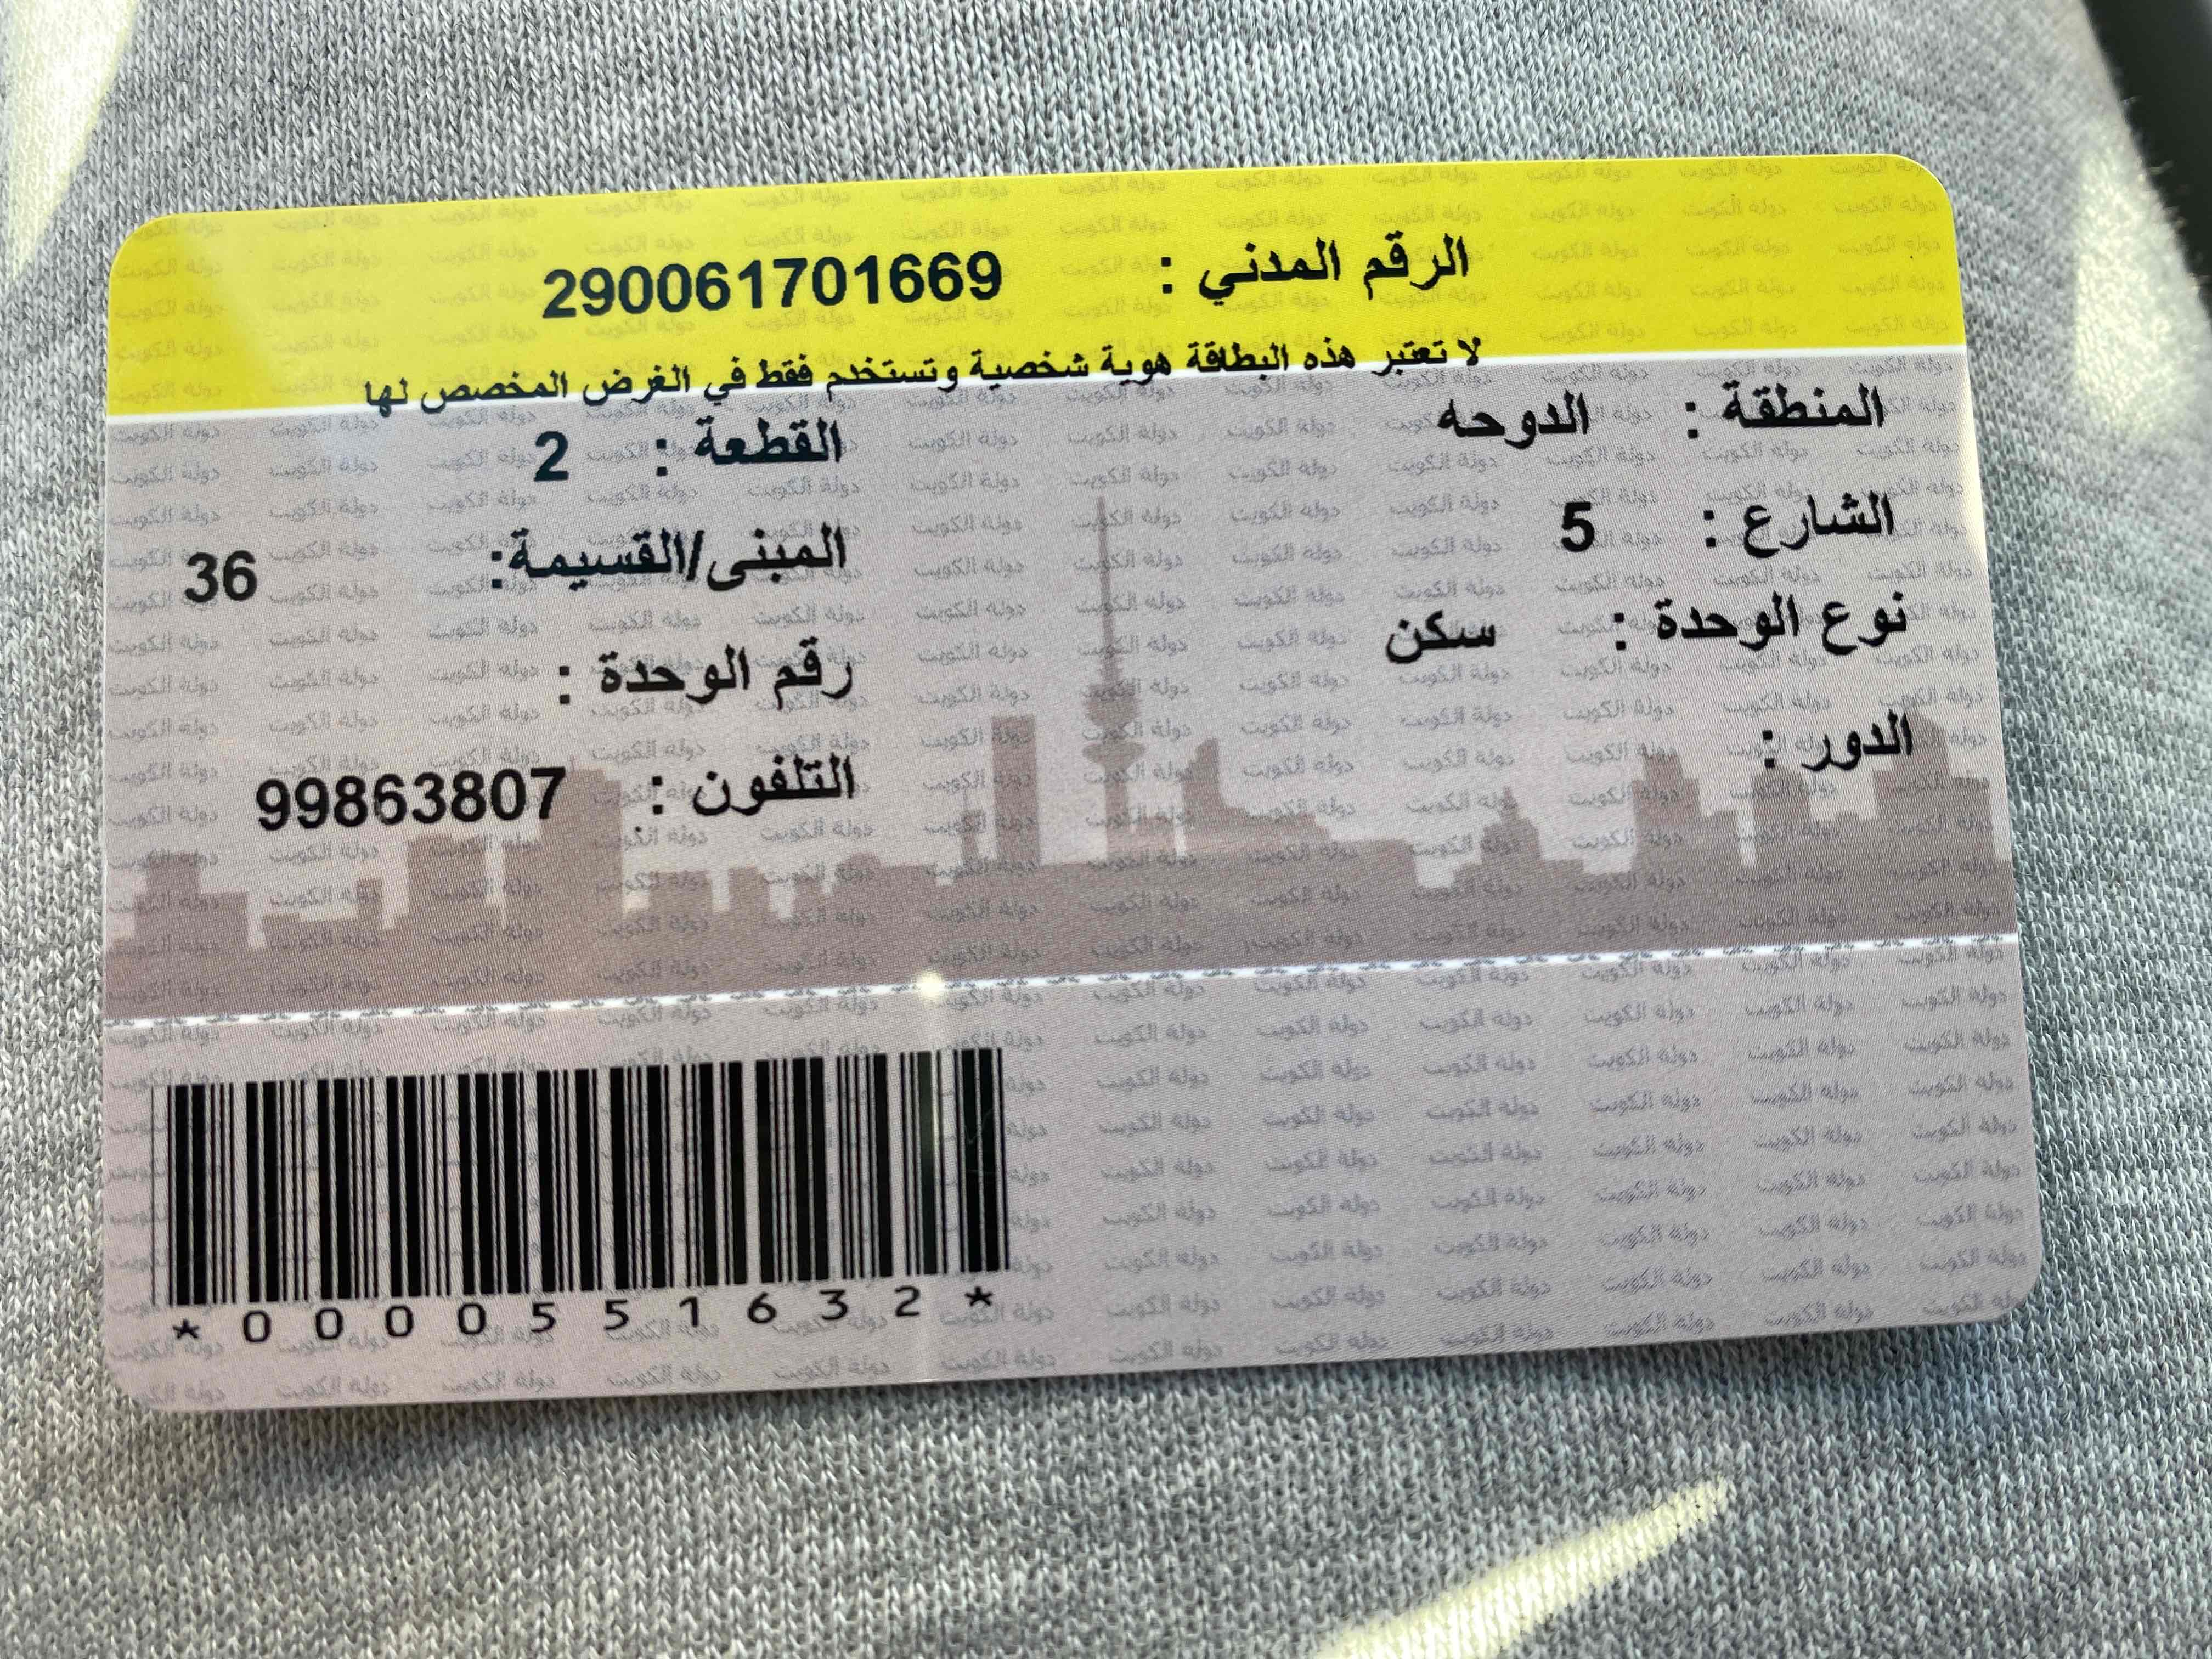 الرقم المدني : 290061701669
لا تعتبر هذه البطاقة هوية شخصية وتستخدم فقط في الغرض المخصص لها
المنطقة : الدوحه القطعة : 2
الشارع : 5 المبنى/القسيمة: 36
نوع الوحدة : سكن رقم الوحدة :
الدور : التلفون : 99863807
*0000551632*